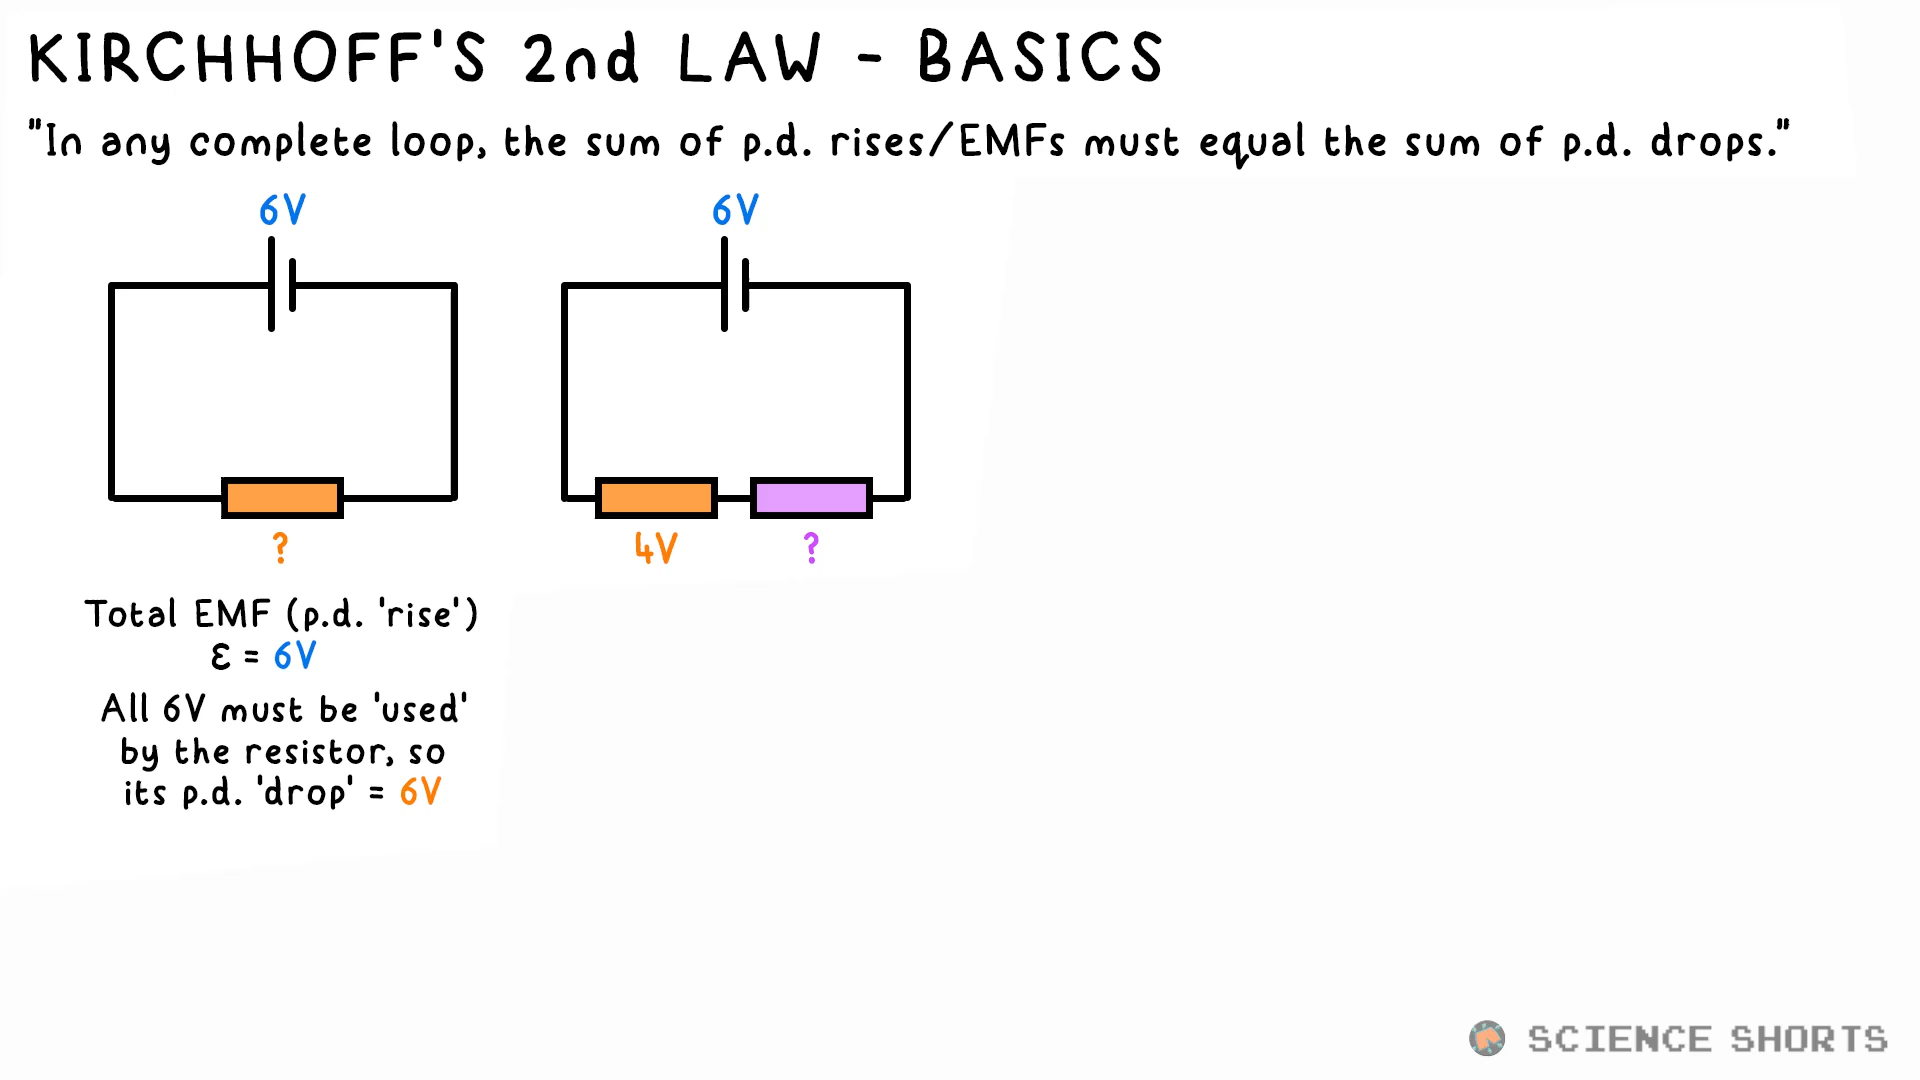 KIRCHHOFF'S 2nd LAW - BASICS
"In any complete loop, the sum of p.d. rises/EMFs must equal the sum of p.d. drops."
6V
?
Total EMF (p.d. 'rise')
ε = 6V
All 6V must be 'used'
by the resistor, so
its p.d. 'drop' = 6V
6V
4V
?
SCIENCE SHORTS